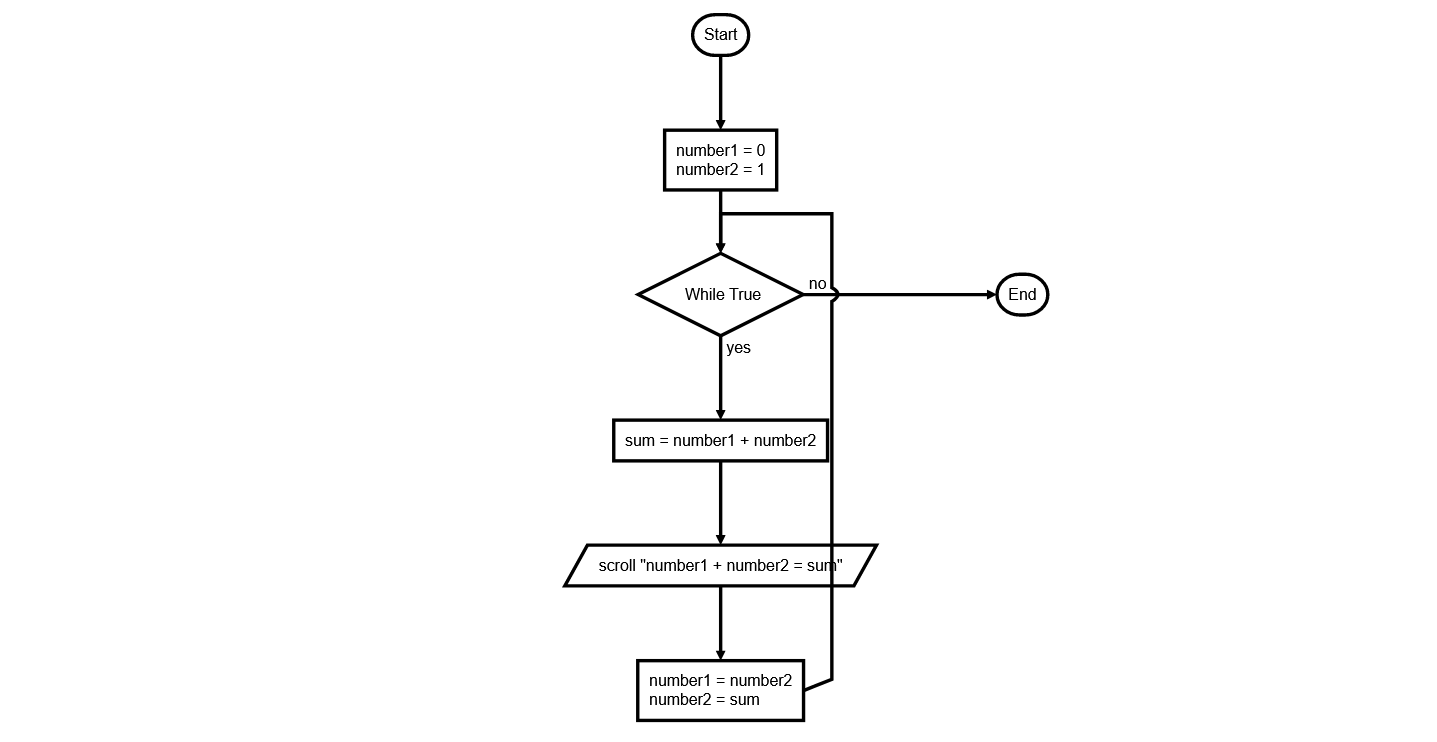 Start
number1 = 0
number2 = 1
While True
no
End
yes
sum = number1 + number2
scroll "number1 + number2 = sum"
number1 = number2
number2 = sum